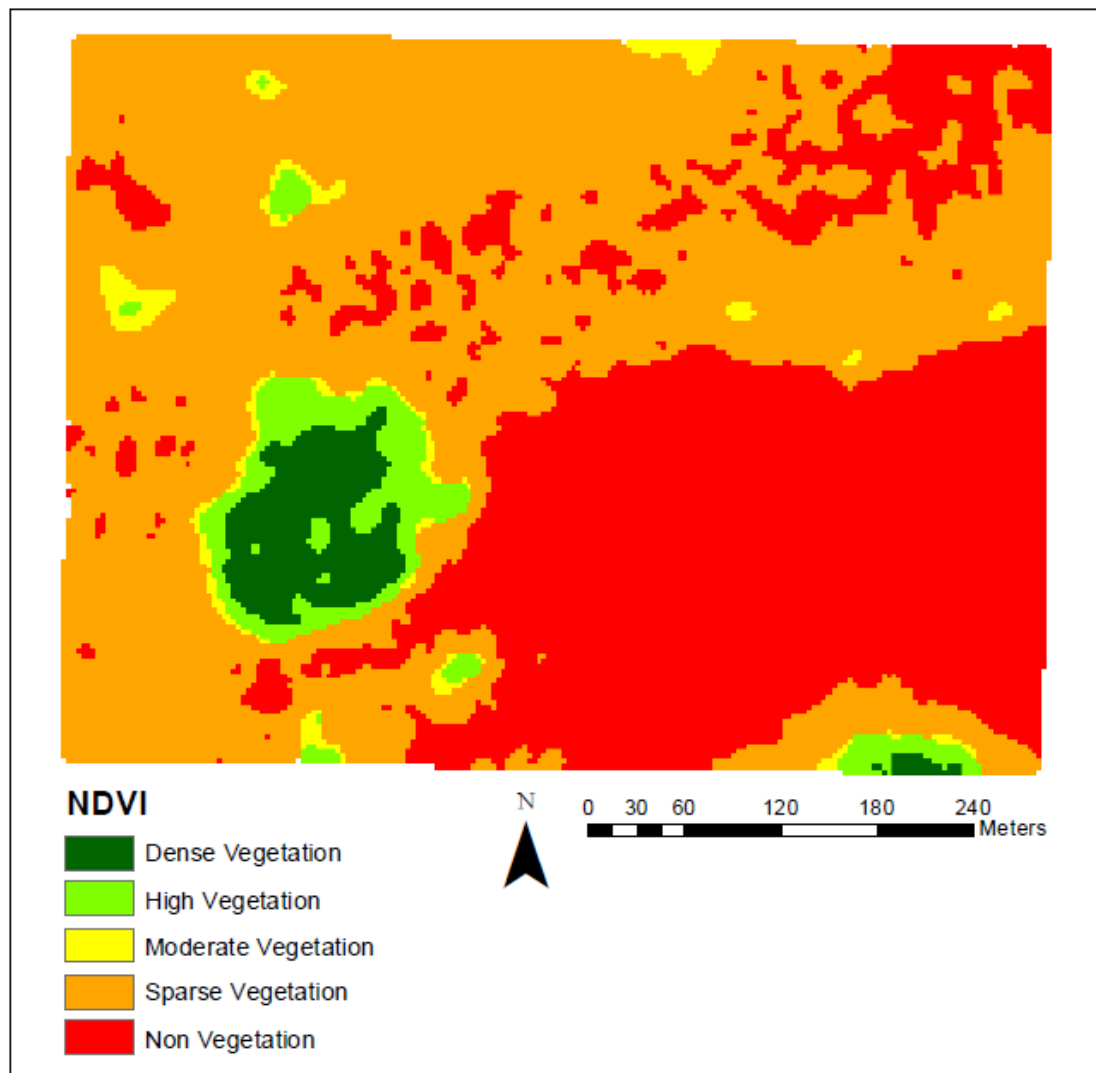 NDVI
Dense Vegetation
High Vegetation
Moderate Vegetation
Sparse Vegetation
Non Vegetation
N
0 30 60 120 180 240
Meters